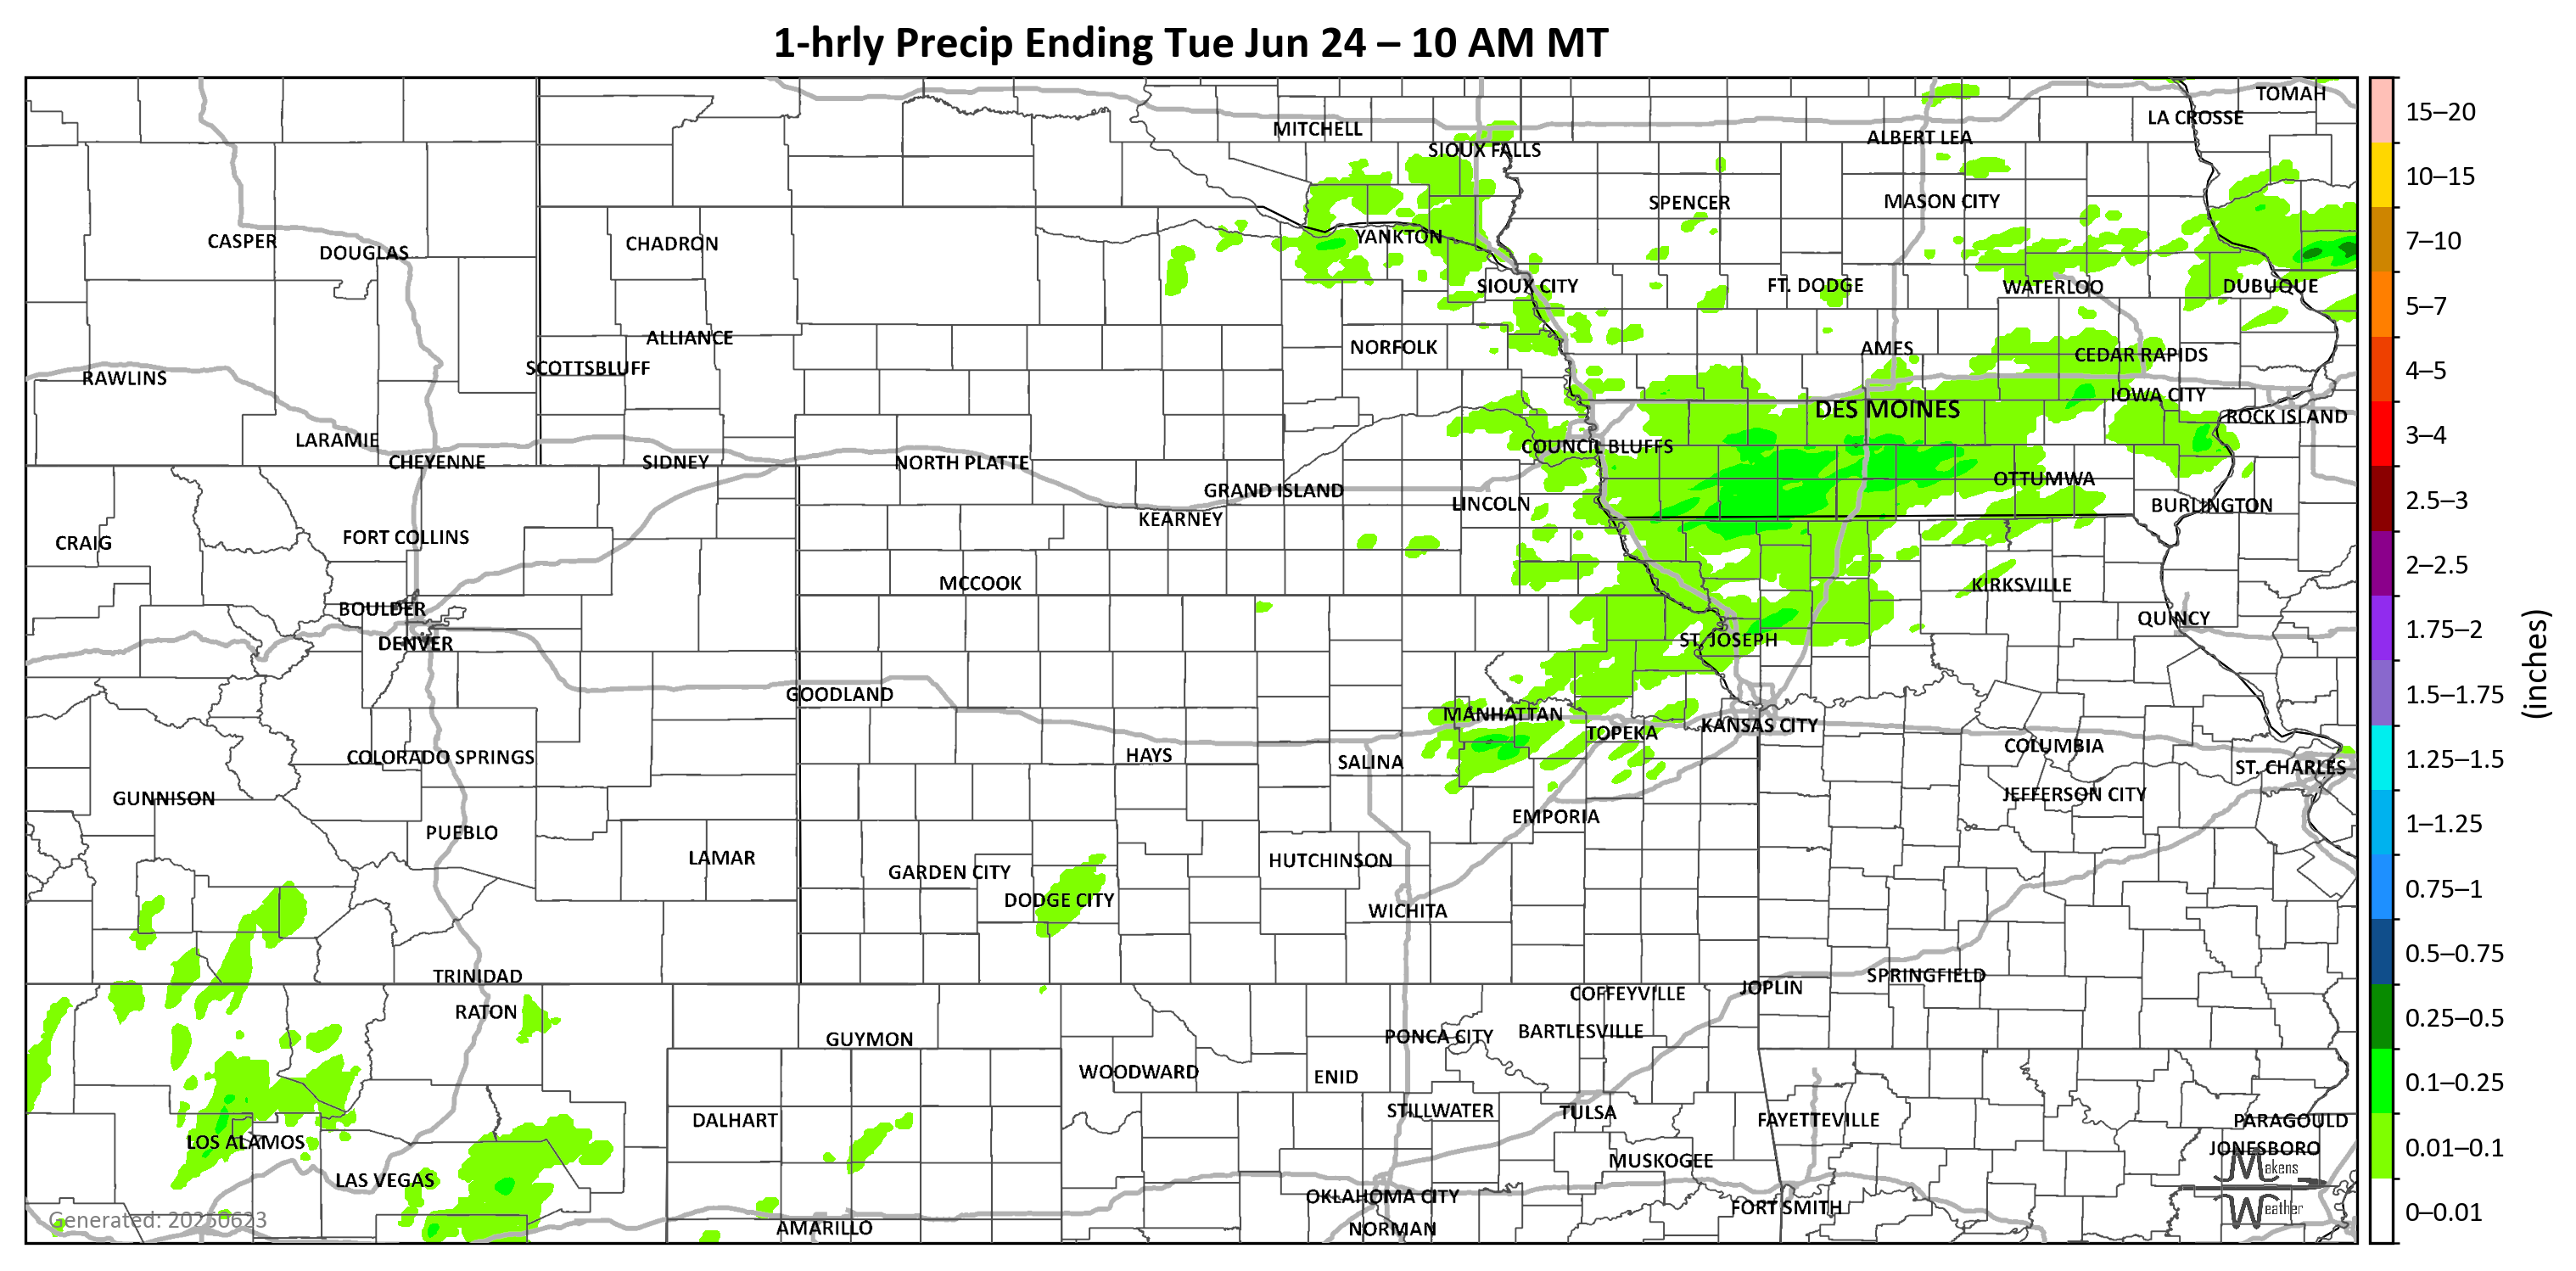 1-hrly Precip Ending Tue Jun 24 – 10 AM MT
TOMAH
LA CROSSE
MITCHELL
ALBERT LEA
SIOUX FALLS
SPENCER
MASON CITY
CASPER
DOUGLAS
CHADRON
YANKTON
SIOUX CITY
FT. DODGE
WATERLOO
DUBUQUE
ALLIANCE
NORFOLK
AMES
CEDAR RAPIDS
SCOTTSBLUFF
RAWLINS
IOWA CITY
DES MOINES
ROCK ISLAND
LARAMIE
COUNCIL BLUFFS
CHEYENNE
SIDNEY
NORTH PLATTE
OTTUMWA
GRAND ISLAND
LINCOLN
BURLINGTON
KEARNEY
CRAIG
FORT COLLINS
MCCOOK
KIRKSVILLE
BOULDER
QUINCY
DENVER
ST. JOSEPH
GOODLAND
MANHATTAN
TOPEKA
KANSAS CITY
COLUMBIA
COLORADO SPRINGS
HAYS
SALINA
ST. CHARLES
GUNNISON
JEFFERSON CITY
EMPORIA
PUEBLO
LAMAR
HUTCHINSON
GARDEN CITY
DODGE CITY
WICHITA
TRINIDAD
SPRINGFIELD
JOPLIN
COFFEYVILLE
RATON
BARTLESVILLE
PONCA CITY
GUYMON
WOODWARD
ENID
STILLWATER
TULSA
DALHART
FAYETTEVILLE
PARAGOULD
LOS ALAMOS
JONESBORO
MUSKOGEE
LAS VEGAS
OKLAHOMA CITY
FORT SMITH
AMARILLO
NORMAN
Makens
Weather
Generated: 20250623
15–20
10–15
7–10
5–7
4–5
3–4
2.5–3
2–2.5
1.75–2
1.5–1.75
1.25–1.5
1–1.25
0.75–1
0.5–0.75
0.25–0.5
0.1–0.25
0.01–0.1
0–0.01
(inches)